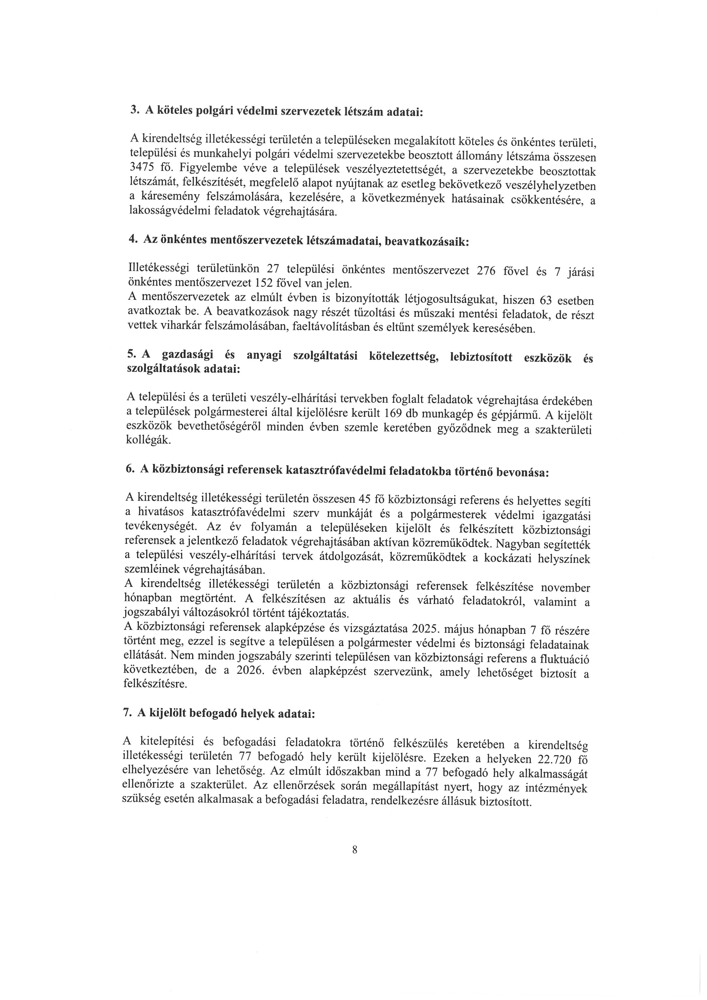 3. A köteles polgári védelmi szervezetek létszám adatai:
A kirendeltség illetékességi területén a településeken megalakított köteles és önkéntes területi,
települési és munkahelyi polgári védelmi szervezetekbe beosztott állomány létszáma összesen
3475 fő. Figyelembe véve a települések veszélyeztetettségét, a szervezetekbe beosztottak
létszámát, felkészítését, megfelelő alapot nyújtanak az esetleg bekövetkező veszélyhelyzetben
a káresemény felszámolására, kezelésére, a következmények hatásainak csökkentésére, a
lakosságvédelmi feladatok végrehajtására.
4. Az önkéntes mentőszervezetek létszámadatai, beavatkozásaik:
Illetékességi területünkön 27 települési önkéntes mentőszervezet 276 fővel és 7 járási
önkéntes mentőszervezet 152 fővel van jelen.
A mentőszervezetek az elmúlt évben is bizonyították létjogosultságukat, hiszen 63 esetben
avatkoztak be. A beavatkozások nagy részét tűzoltási és műszaki mentési feladatok, de részt
vettek viharkár felszámolásában, faeltávolításban és eltűnt személyek keresésében.
5. A gazdasági és anyagi szolgáltatási kötelezettség, lebiztosított eszközök és
szolgáltatások adatai:
A települési és a területi veszély-elhárítási tervekben foglalt feladatok végrehajtása érdekében
a települések polgármesterei által kijelölésre került 169 db munkagép és gépjármű. A kijelölt
eszközök bevethetőségéről minden évben szemle keretében győződnek meg a szakterületi
kollégák.
6. A közbiztonsági referensek katasztrófavédelmi feladatokba történő bevonása:
A kirendeltség illetékességi területén összesen 45 fő közbiztonsági referens és helyettes segíti
a hivatásos katasztrófavédelmi szerv munkáját és a polgármesterek védelmi igazgatási
tevékenységét. Az év folyamán a településeken kijelölt és felkészített közbiztonsági
referensek a jelentkező feladatok végrehajtásában aktívan közreműködtek. Nagyban segítették
a települési veszély-elhárítási tervek átdolgozását, közreműködtek a kockázati helyszínek
szemléinek végrehajtásában.
A kirendeltség illetékességi területén a közbiztonsági referensek felkészítése november
hónapban megtörtént. A felkészítésen az aktuális és várható feladatokról, valamint a
jogszabályi változásokról történt tájékoztatás.
A közbiztonsági referensek alapképzése és vizsgáztatása 2025. május hónapban 7 fő részére
történt meg, ezzel is segítve a településen a polgármester védelmi és biztonsági feladatainak
ellátását. Nem minden jogszabály szerinti településen van közbiztonsági referens a fluktuáció
következtében, de a 2026. évben alapképzést szervezünk, amely lehetőséget biztosít a
felkészítésre.
7. A kijelölt befogadó helyek adatai:
A kitelepítési és befogadási feladatokra történő felkészülés keretében a kirendeltség
illetékességi területén 77 befogadó hely került kijelölésre. Ezeken a helyeken 22.720 fő
elhelyezésére van lehetőség. Az elmúlt időszakban mind a 77 befogadó hely alkalmasságát
ellenőrizte a szakterület. Az ellenőrzések során megállapítást nyert, hogy az intézmények
szükség esetén alkalmasak a befogadási feladatra, rendelkezésre állásuk biztosított.
8